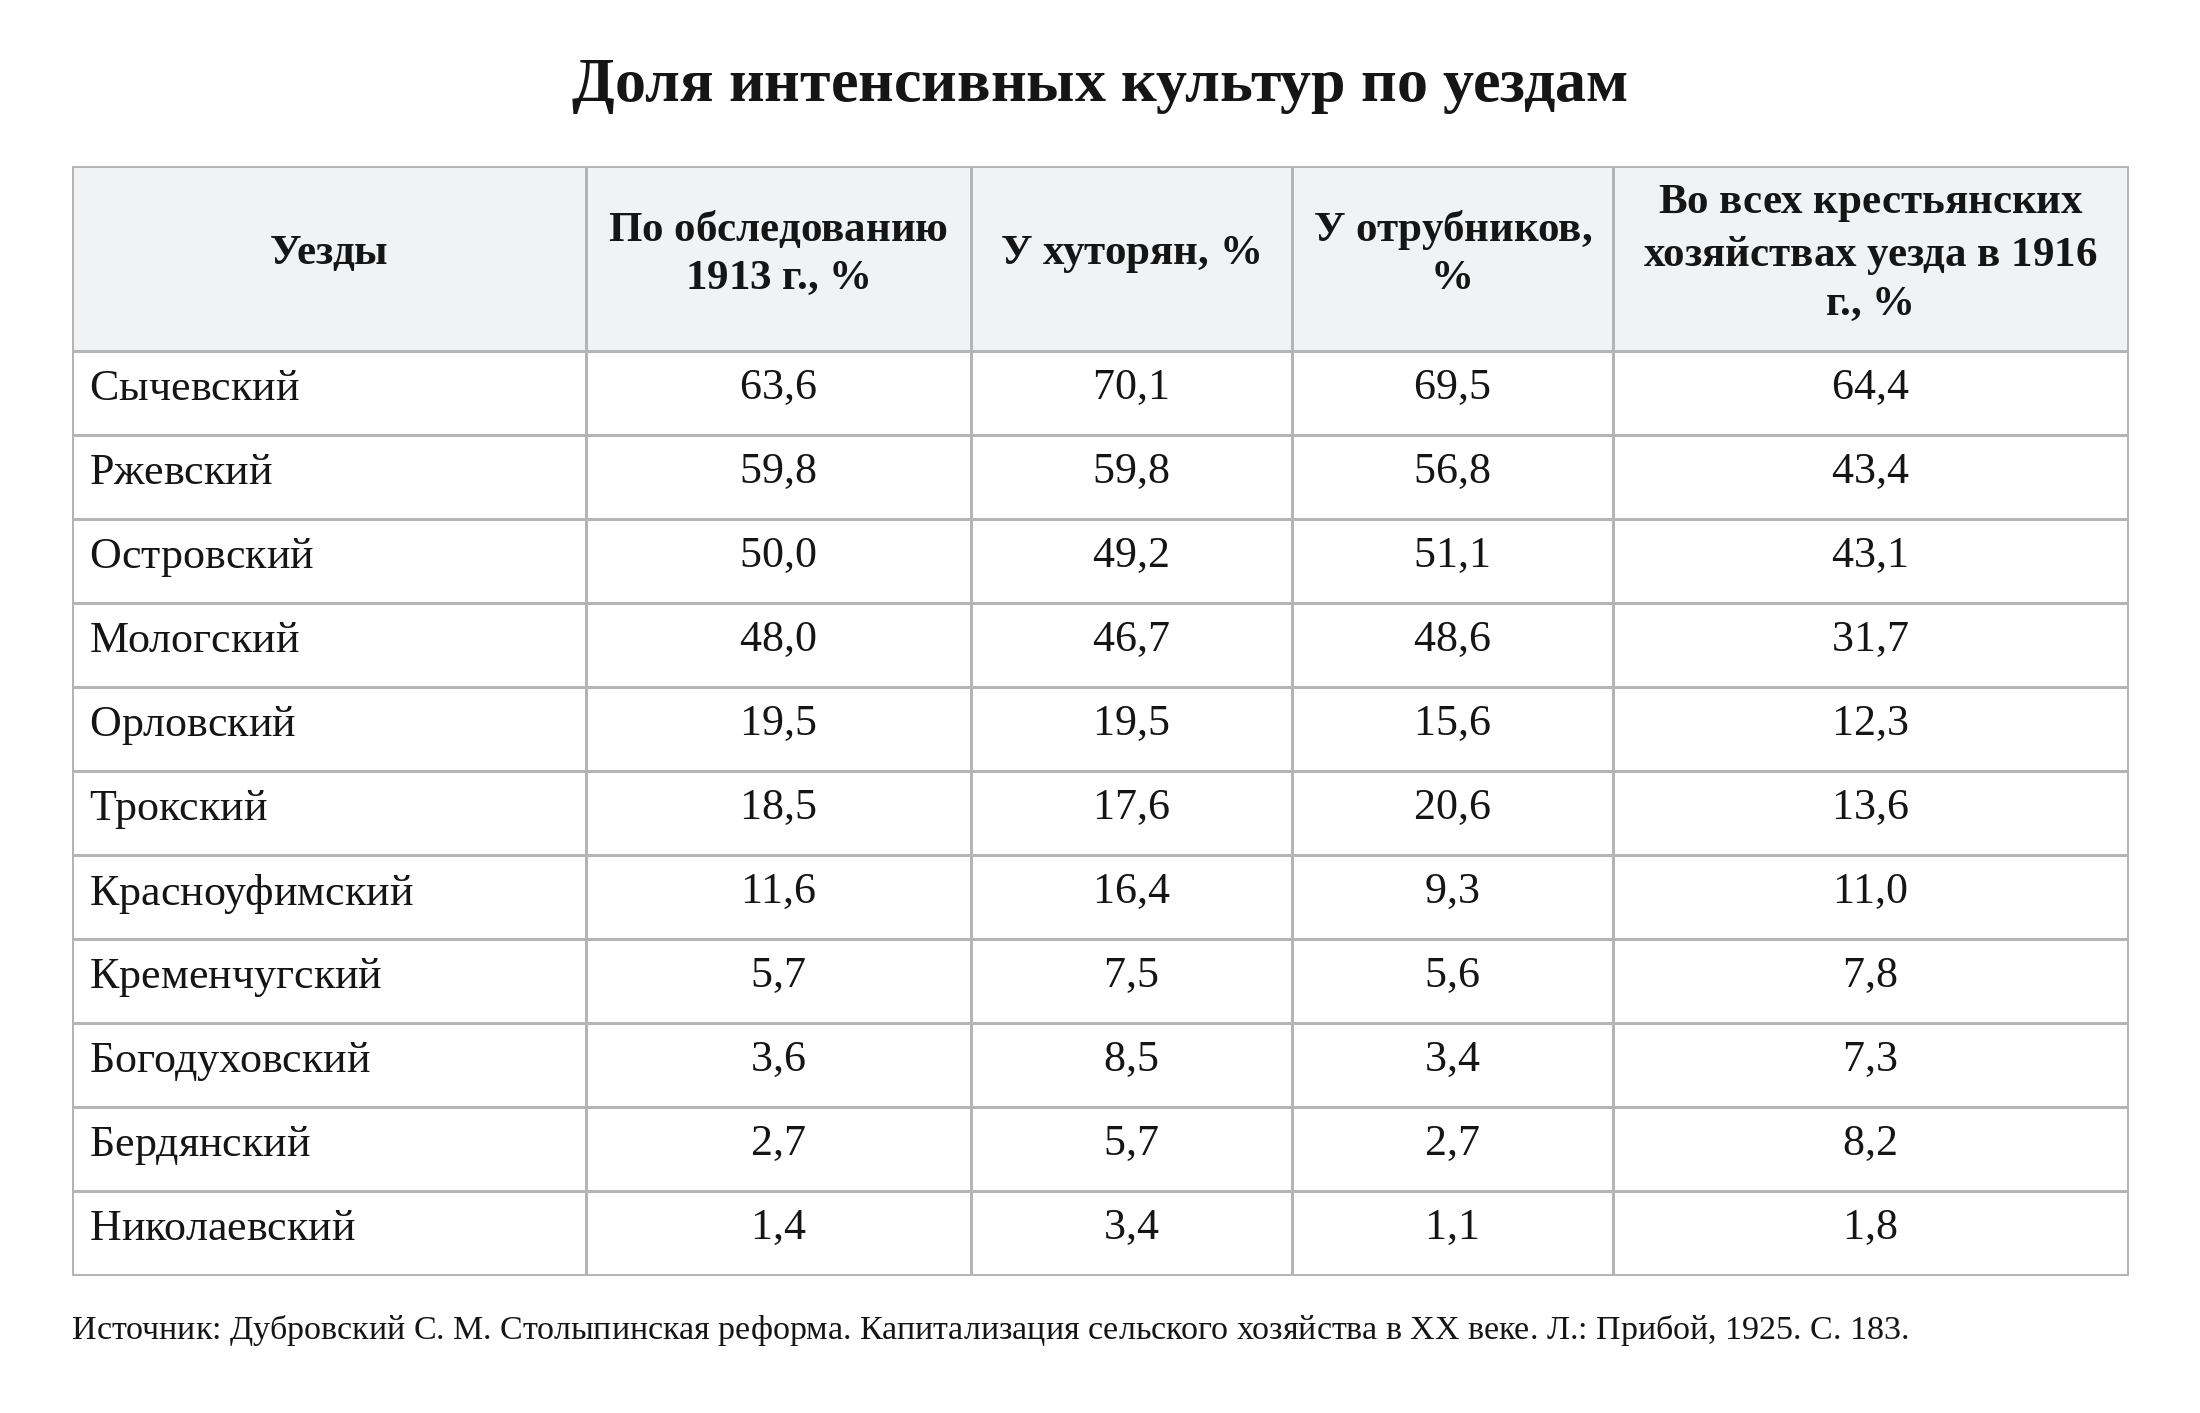 Доля интенсивных культур по уездам
Уезды
По обследованию
1913 г., %
У хуторян, %
У отрубников,
%
Во всех крестьянских
хозяйствах уезда в 1916
г., %
Сычевский 63,6 70,1 69,5 64,4
Ржевский 59,8 59,8 56,8 43,4
Островский 50,0 49,2 51,1 43,1
Мологский 48,0 46,7 48,6 31,7
Орловский 19,5 19,5 15,6 12,3
Трокский 18,5 17,6 20,6 13,6
Красноуфимский 11,6 16,4 9,3 11,0
Кременчугский 5,7 7,5 5,6 7,8
Богодуховский 3,6 8,5 3,4 7,3
Бердянский 2,7 5,7 2,7 8,2
Николаевский 1,4 3,4 1,1 1,8
Источник: Дубровский С. М. Столыпинская реформа. Капитализация сельского хозяйства в XX веке. Л.: Прибой, 1925. С. 183.